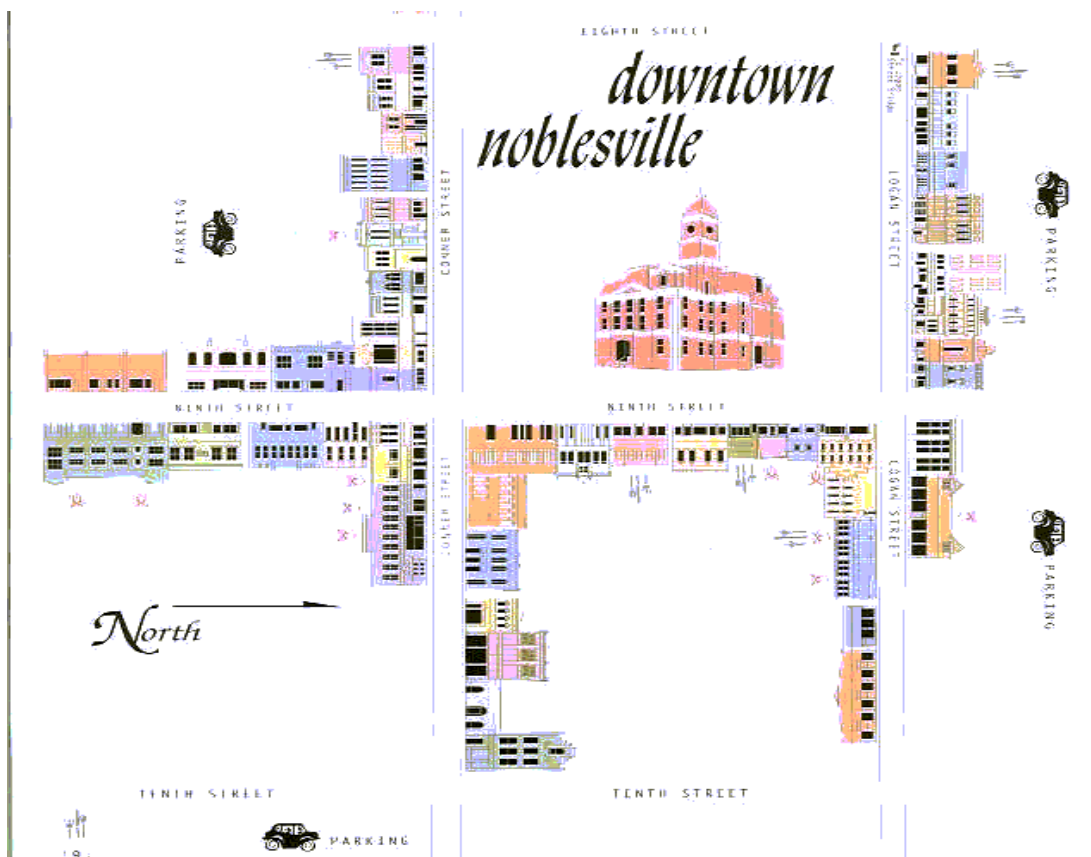 EIGHTH STREET
downtown
noblesville
CONNER STREET
LOGAN STREET
PARKING
PARKING
NINTH STREET
NINTH STREET
CONNER STREET
LOGAN STREET
PARKING
North
TENTH STREET
TENTH STREET
PARKING